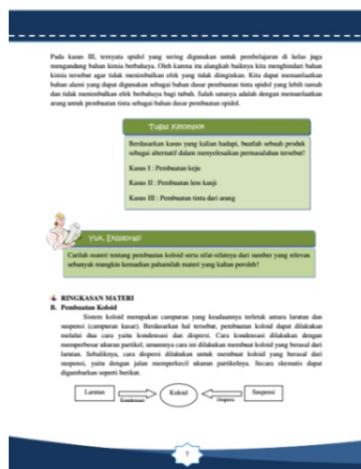 Pada kasus III, ternyata spidol yang sering digunakan untuk pembelajaran di kelas juga
mengandung bahan kimia berbahaya. Oleh karena itu alangkah baiknya kita menghindari bahan
kimia tersebut agar tidak menimbulkan efek yang tidak diinginkan. Kita dapat memanfaatkan
bahan alami yang dapat digunakan sebagai bahan dasar pembuatan tinta spidol yang lebih ramah
dan tidak menimbulkan efek berbahaya bagi tubuh. Salah satunya adalah dengan memanfaatkan
arang untuk pembuatan tinta sebagai bahan dasar pembuatan spidol.
Tugas Kelompok
Berdasarkan kasus yang kalian hadapi, buatlah sebuah produk
sebagai alternatif dalam menyelesaikan permasalahan tersebut!
Kasus I : Pembuatan keju
Kasus II : Pembuatan lem kanji
Kasus III : Pembuatan tinta dari arang
Yuk, Eksplorasi!
Carilah materi tentang pembuatan koloid serta sifat-sifatnya dari sumber yang relevan
sebanyak mungkin kemudian pahamilah materi yang kalian peroleh!
RINGKASAN MATERI
B. Pembuatan Koloid
Sistem koloid merupakan campuran yang keadaannya terletak antara larutan dan
suspensi (campuran kasar). Berdasarkan hal tersebut, pembuatan koloid dapat dilakukan
melalui dua cara yaitu kondensasi dan dispersi. Cara kondensasi dilakukan dengan
memperbesar ukuran partikel, umumnya cara ini dilakukan membuat koloid yang berasal dari
larutan. Sebaliknya, cara dispersi dilakukan untuk membuat koloid yang berasal dari
suspensi, yaitu dengan jalan memperkecil ukuran partikelnya. Secara skematis dapat
digambarkan seperti berikut.
Larutan
Kondensasi
Koloid
Dispersi
Suspensi
7